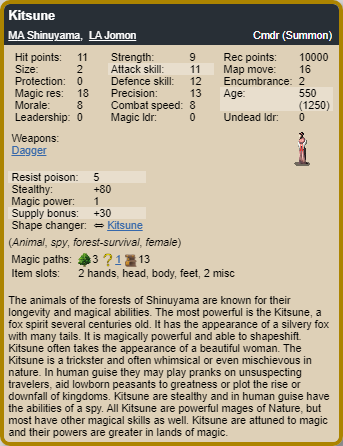 Kitsune
MA Shinuyama, LA Jomon Cmdr (Summon)
Hit points: 11 Strength: 9 Rec points: 10000
Size: 2 Attack skill: 11 Map move: 16
Protection: 0 Defence skill: 12 Encumbrance: 2
Magic res: 18 Precision: 13 Age: 550
Morale: 8 Combat speed: 8 (1250)
Leadership: 0 Magic ldr: 0 Undead ldr: 0
Weapons:
Dagger
Resist poison: 5
Stealthy: +80
Magic power: 1
Supply bonus: +30
Shape changer: ⇔ Kitsune
(Animal, spy, forest-survival, female)
Magic paths: 3 ? 1 13
Item slots: 2 hands, head, body, feet, 2 misc
The animals of the forests of Shinuyama are known for their
longevity and magical abilities. The most powerful is the Kitsune, a
fox spirit several centuries old. It has the appearance of a silvery fox
with many tails. It is magically powerful and able to shapeshift.
Kitsune often takes the appearance of a beautiful woman. The
Kitsune is a trickster and often whimsical or even mischievous in
nature. In human guise they may play pranks on unsuspecting
travelers, aid lowborn peasants to greatness or plot the rise or
downfall of kingdoms. Kitsune are stealthy and in human guise have
the abilities of a spy. All Kitsune are powerful mages of Nature, but
most have other magical skills as well. Kitsune are attuned to magic
and their powers are greater in lands of magic.